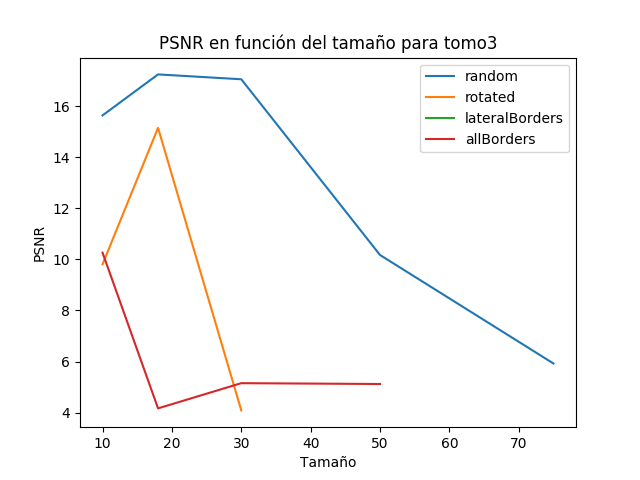 PSNR en función del tamaño para tomo3
random
rotated
lateralBorders
allBorders
16
14
12
10
8
6
4
PSNR
10 20 30 40 50 60 70
Tamaño